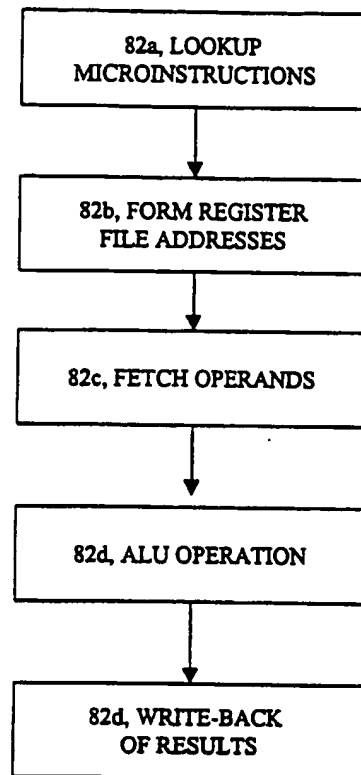 82a, LOOKUP
MICROINSTRUCTIONS
82b, FORM REGISTER
FILE ADDRESSES
82c, FETCH OPERANDS
82d, ALU OPERATION
82d, WRITE-BACK
OF RESULTS